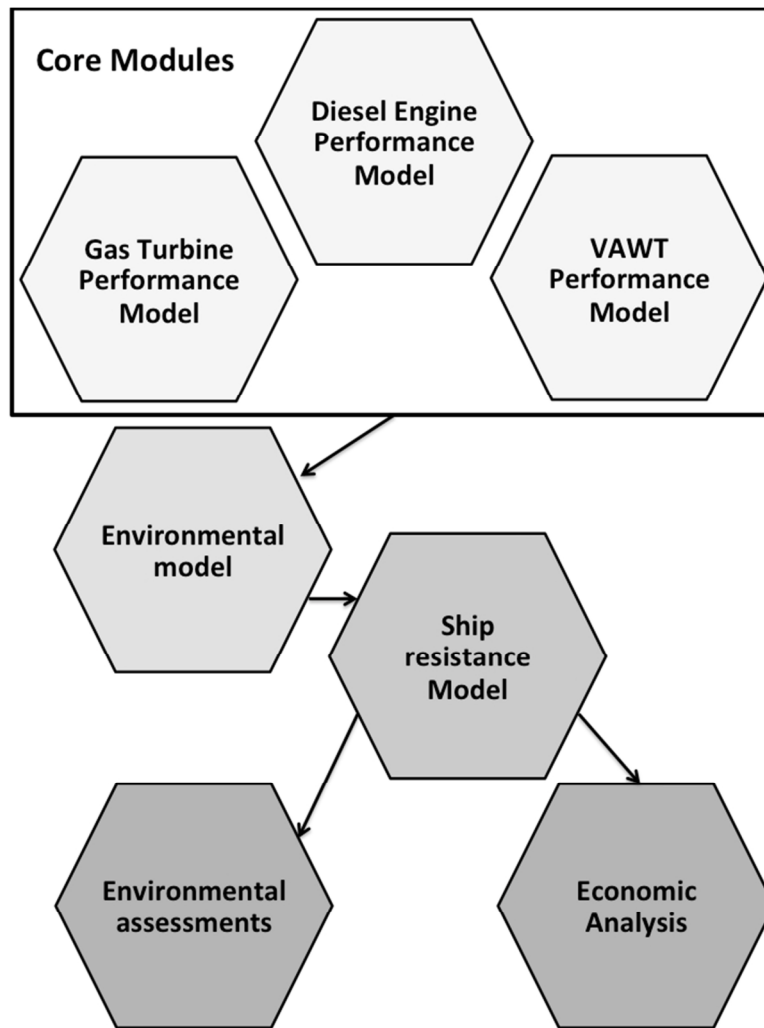 Core Modules
Diesel Engine
Performance
Model
Gas Turbine
Performance
Model
VAWT
Performance
Model
Environmental
model
Ship
resistance
Model
Environmental
assessments
Economic
Analysis